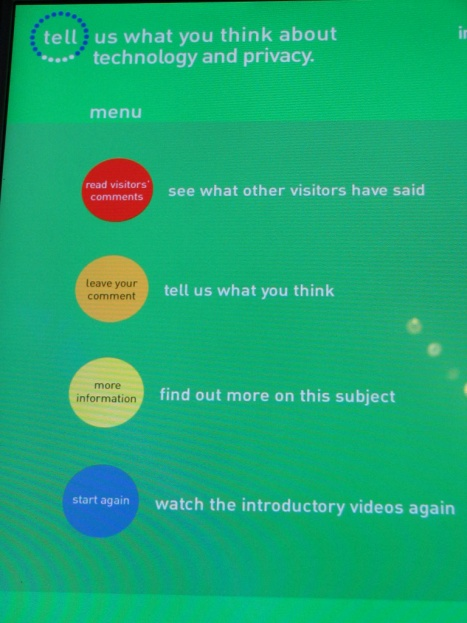 tell us what you think about
technology and privacy.
menu
read visitors'
comments
see what other visitors have said
leave your
comment
tell us what you think
more
information
find out more on this subject
start again
watch the introductory videos again